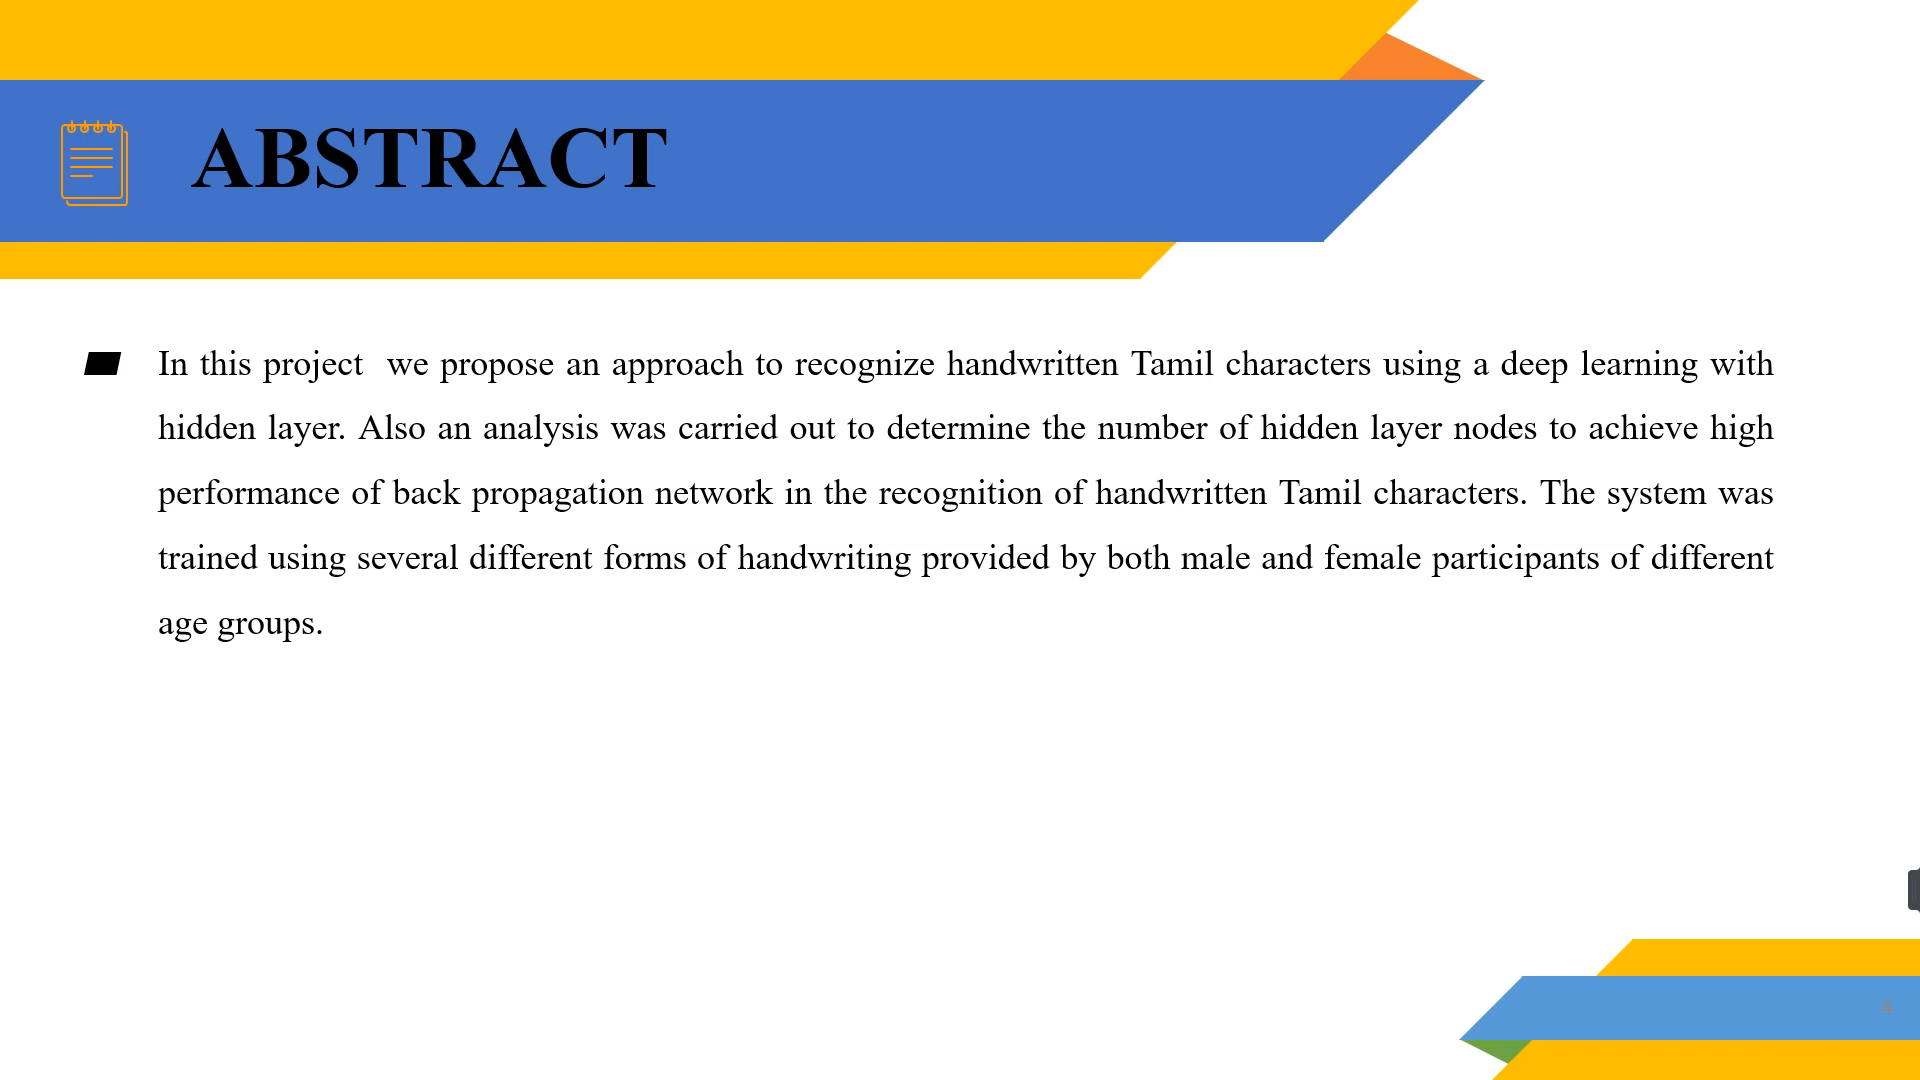 ABSTRACT
In this project  we propose an approach to recognize handwritten Tamil characters using a deep learning with
hidden layer. Also an analysis was carried out to determine the number of hidden layer nodes to achieve high
performance of back propagation network in the recognition of handwritten Tamil characters. The system was
trained using several different forms of handwriting provided by both male and female participants of different
age groups.
4